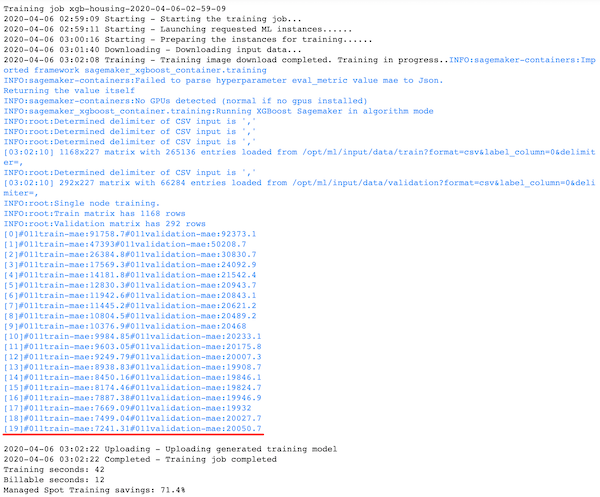 Training job xgb-housing-2020-04-06-02-59-09
2020-04-06 02:59:09 Starting - Starting the training job...
2020-04-06 02:59:11 Starting - Launching requested ML instances......
2020-04-06 03:00:16 Starting - Preparing the instances for training......
2020-04-06 03:01:40 Downloading - Downloading input data...
2020-04-06 03:02:08 Training - Training image download completed. Training in progress..INFO:sagemaker-containers:Imp
orted framework sagemaker_xgboost_container.training
INFO:sagemaker-containers:Failed to parse hyperparameter eval_metric value mae to Json.
Returning the value itself
INFO:sagemaker-containers:No GPUs detected (normal if no gpus installed)
INFO:sagemaker_xgboost_container.training:Running XGBoost Sagemaker in algorithm mode
INFO:root:Determined delimiter of CSV input is ','
INFO:root:Determined delimiter of CSV input is ','
INFO:root:Determined delimiter of CSV input is ','
[03:02:10] 1168x227 matrix with 265136 entries loaded from /opt/ml/input/data/train?format=csv&label_column=0&delimit
er=,
INFO:root:Determined delimiter of CSV input is ','
[03:02:10] 292x227 matrix with 66284 entries loaded from /opt/ml/input/data/validation?format=csv&label_column=0&deli
miter=,
INFO:root:Single node training.
INFO:root:Train matrix has 1168 rows
INFO:root:Validation matrix has 292 rows
[0]#011train-mae:91758.7#011validation-mae:92373.1
[1]#011train-mae:47393#011validation-mae:50208.7
[2]#011train-mae:26384.8#011validation-mae:30830.7
[3]#011train-mae:17569.3#011validation-mae:24092.9
[4]#011train-mae:14181.8#011validation-mae:21542.4
[5]#011train-mae:12830.3#011validation-mae:20943.7
[6]#011train-mae:11942.6#011validation-mae:20843.1
[7]#011train-mae:11445.2#011validation-mae:20621.2
[8]#011train-mae:10804.5#011validation-mae:20489.2
[9]#011train-mae:10376.9#011validation-mae:20468
[10]#011train-mae:9984.85#011validation-mae:20233.1
[11]#011train-mae:9603.05#011validation-mae:20175.8
[12]#011train-mae:9249.79#011validation-mae:20007.3
[13]#011train-mae:8938.83#011validation-mae:19908.7
[14]#011train-mae:8450.16#011validation-mae:19846.1
[15]#011train-mae:8174.46#011validation-mae:19824.7
[16]#011train-mae:7887.38#011validation-mae:19946.9
[17]#011train-mae:7669.09#011validation-mae:19932
[18]#011train-mae:7499.04#011validation-mae:20027.7
[19]#011train-mae:7241.31#011validation-mae:20050.7
2020-04-06 03:02:22 Uploading - Uploading generated training model
2020-04-06 03:02:22 Completed - Training job completed
Training seconds: 42
Billable seconds: 12
Managed Spot Training savings: 71.4%